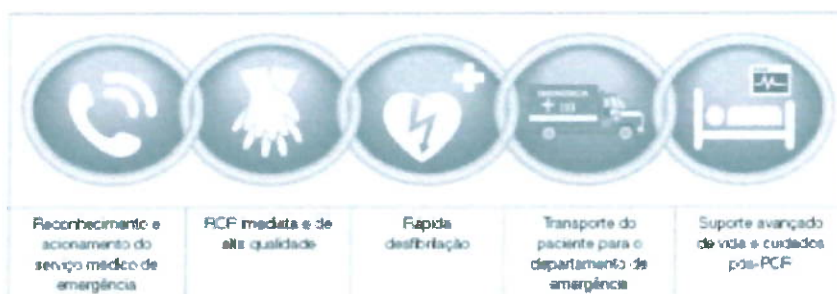 Reconhecimento e
acionamento do
serviço médico de
emergência
RCP imediata e de
alta qualidade
Rápida
desfibrilação
Transporte do
paciente para o
departamento de
emergência
Suporte avançado
de vida e cuidados
pós-PCR